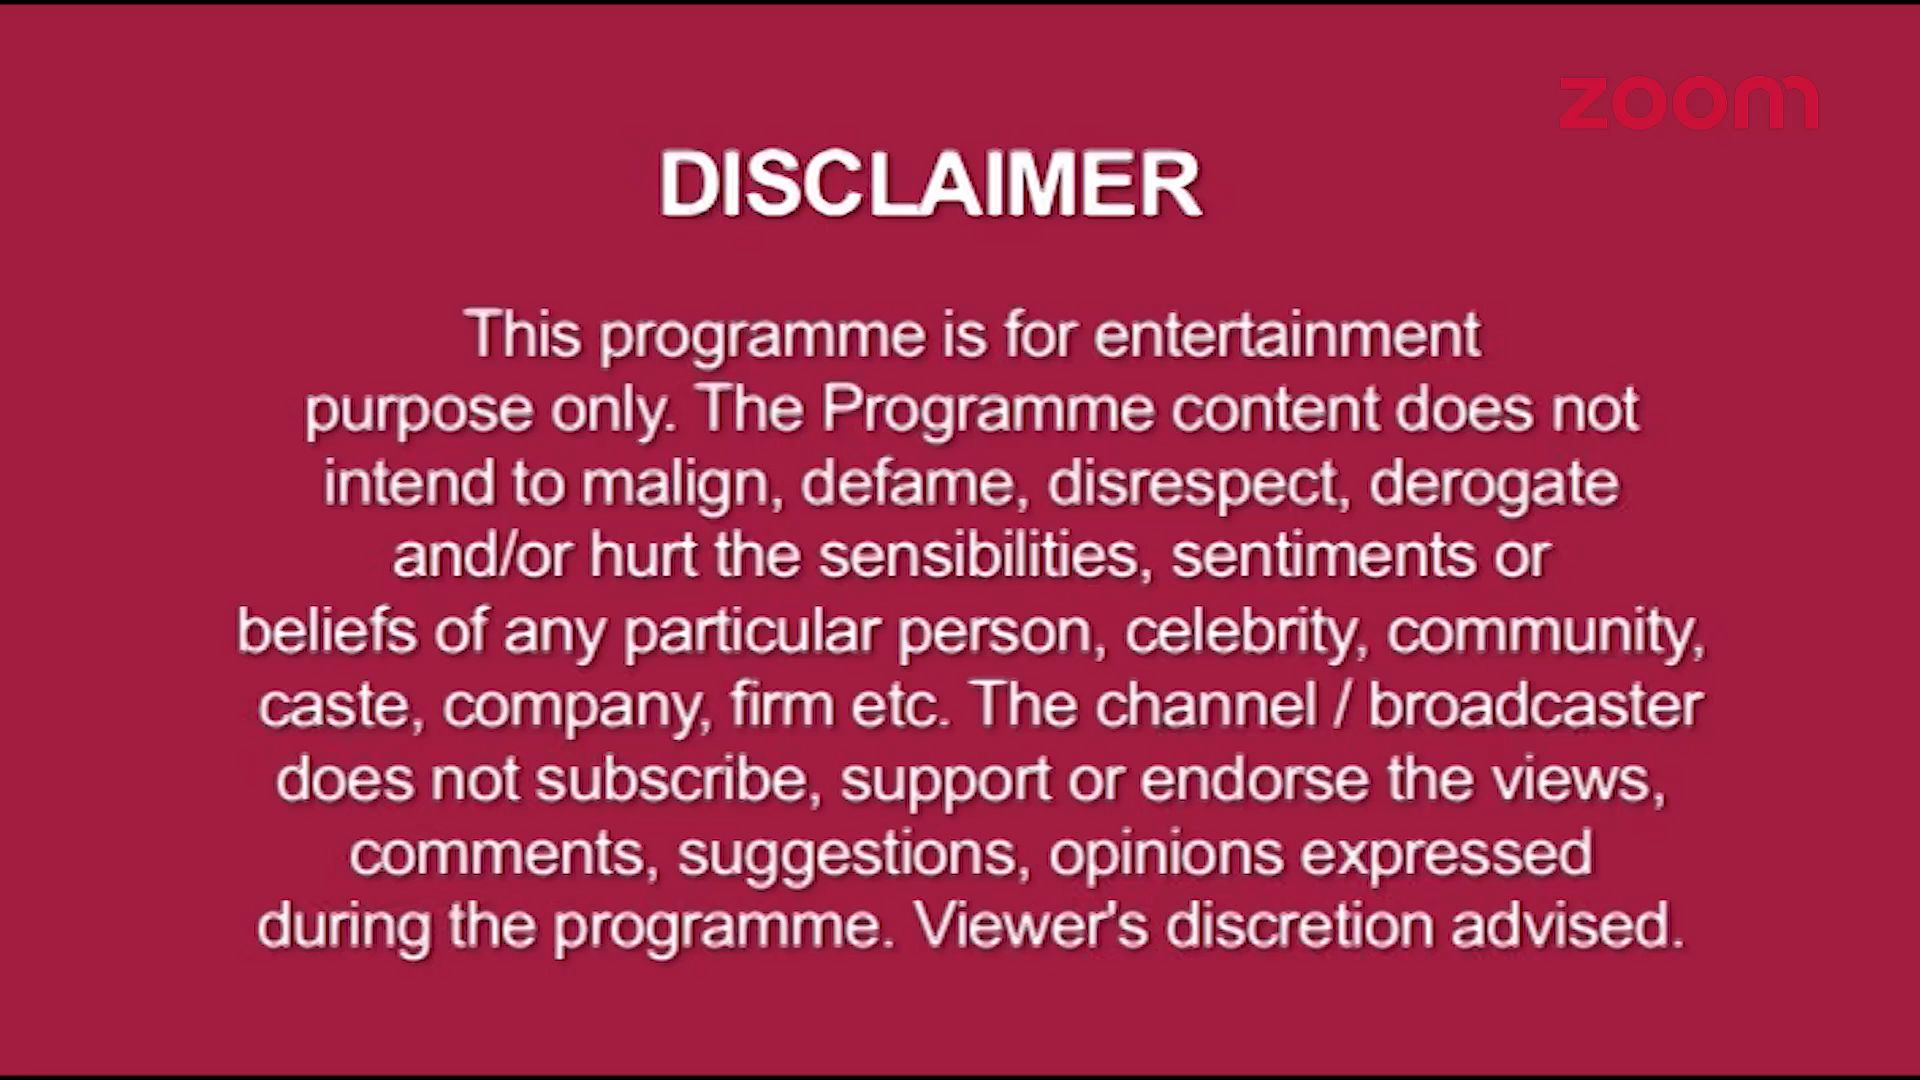 zoom
DISCLAIMER
This programme is for entertainment
purpose only. The Programme content does not
intend to malign, defame, disrespect, derogate
and/or hurt the sensibilities, sentiments or
beliefs of any particular person, celebrity, community,
caste, company, firm etc. The channel / broadcaster
does not subscribe, support or endorse the views,
comments, suggestions, opinions expressed
during the programme. Viewer's discretion advised.